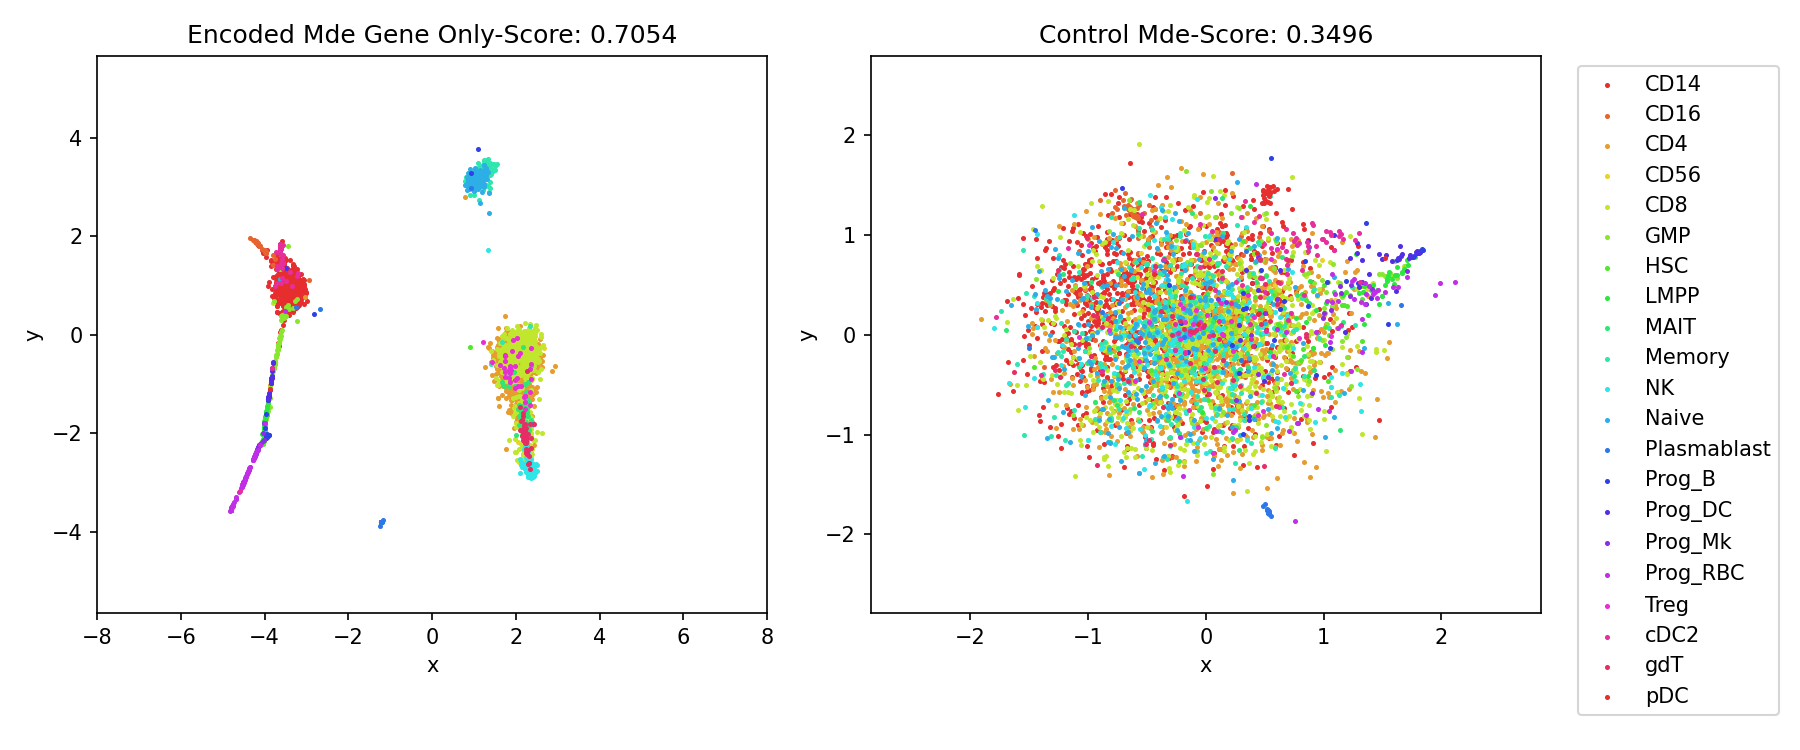 Encoded Mde Gene Only-Score: 0.7054
4
2
0
−2
−4
y
−8
−6
−4
−2
0
2
4
6
8
x
Control Mde-Score: 0.3496
2
1
0
−1
−2
y
−2
−1
0
1
2
x
CD14
CD16
CD4
CD56
CD8
GMP
HSC
LMPP
MAIT
Memory
NK
Naive
Plasmablast
Prog_B
Prog_DC
Prog_Mk
Prog_RBC
Treg
cDC2
gdT
pDC